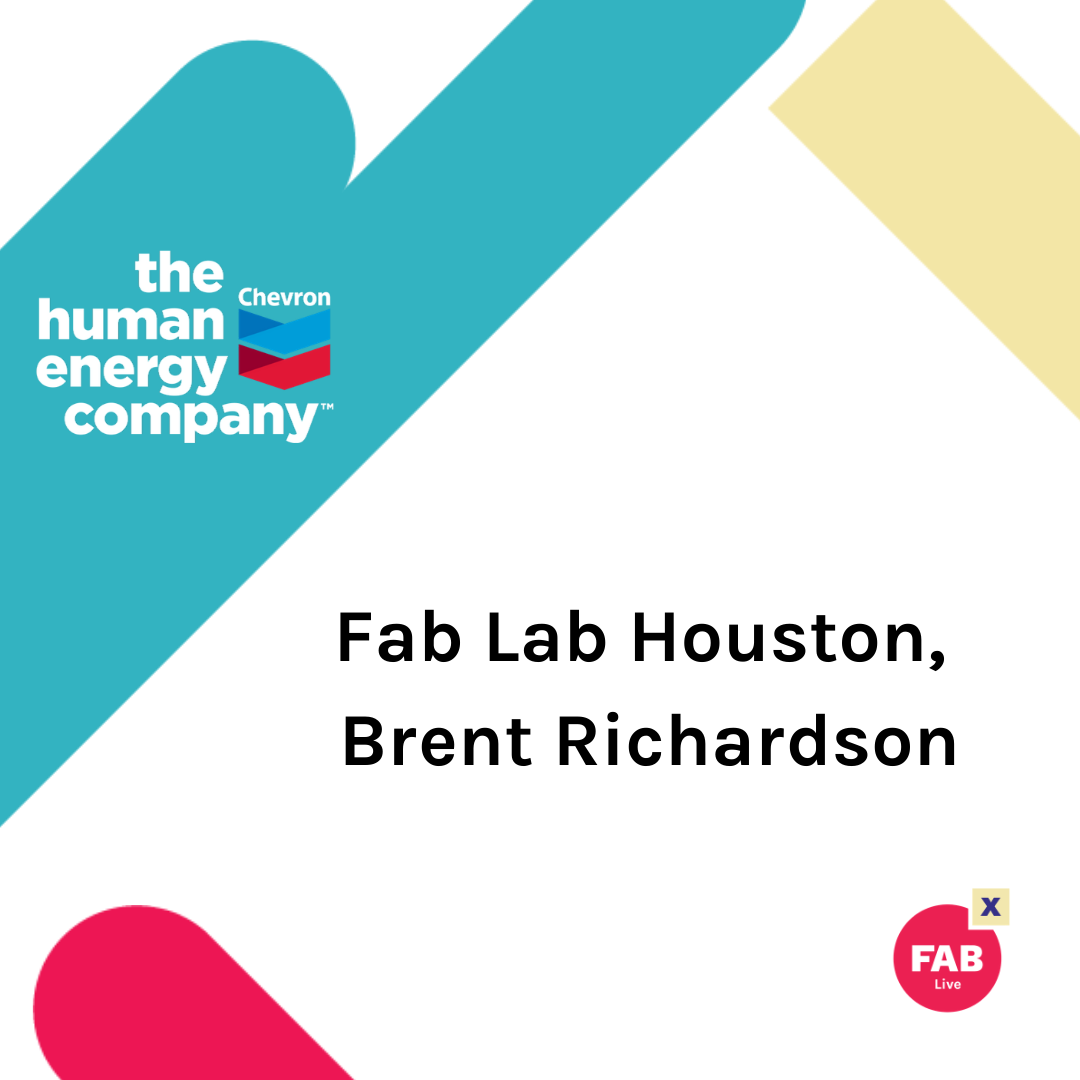 the
human
energy
company™
Chevron
Fab Lab Houston,
Brent Richardson
X
FAB
Live